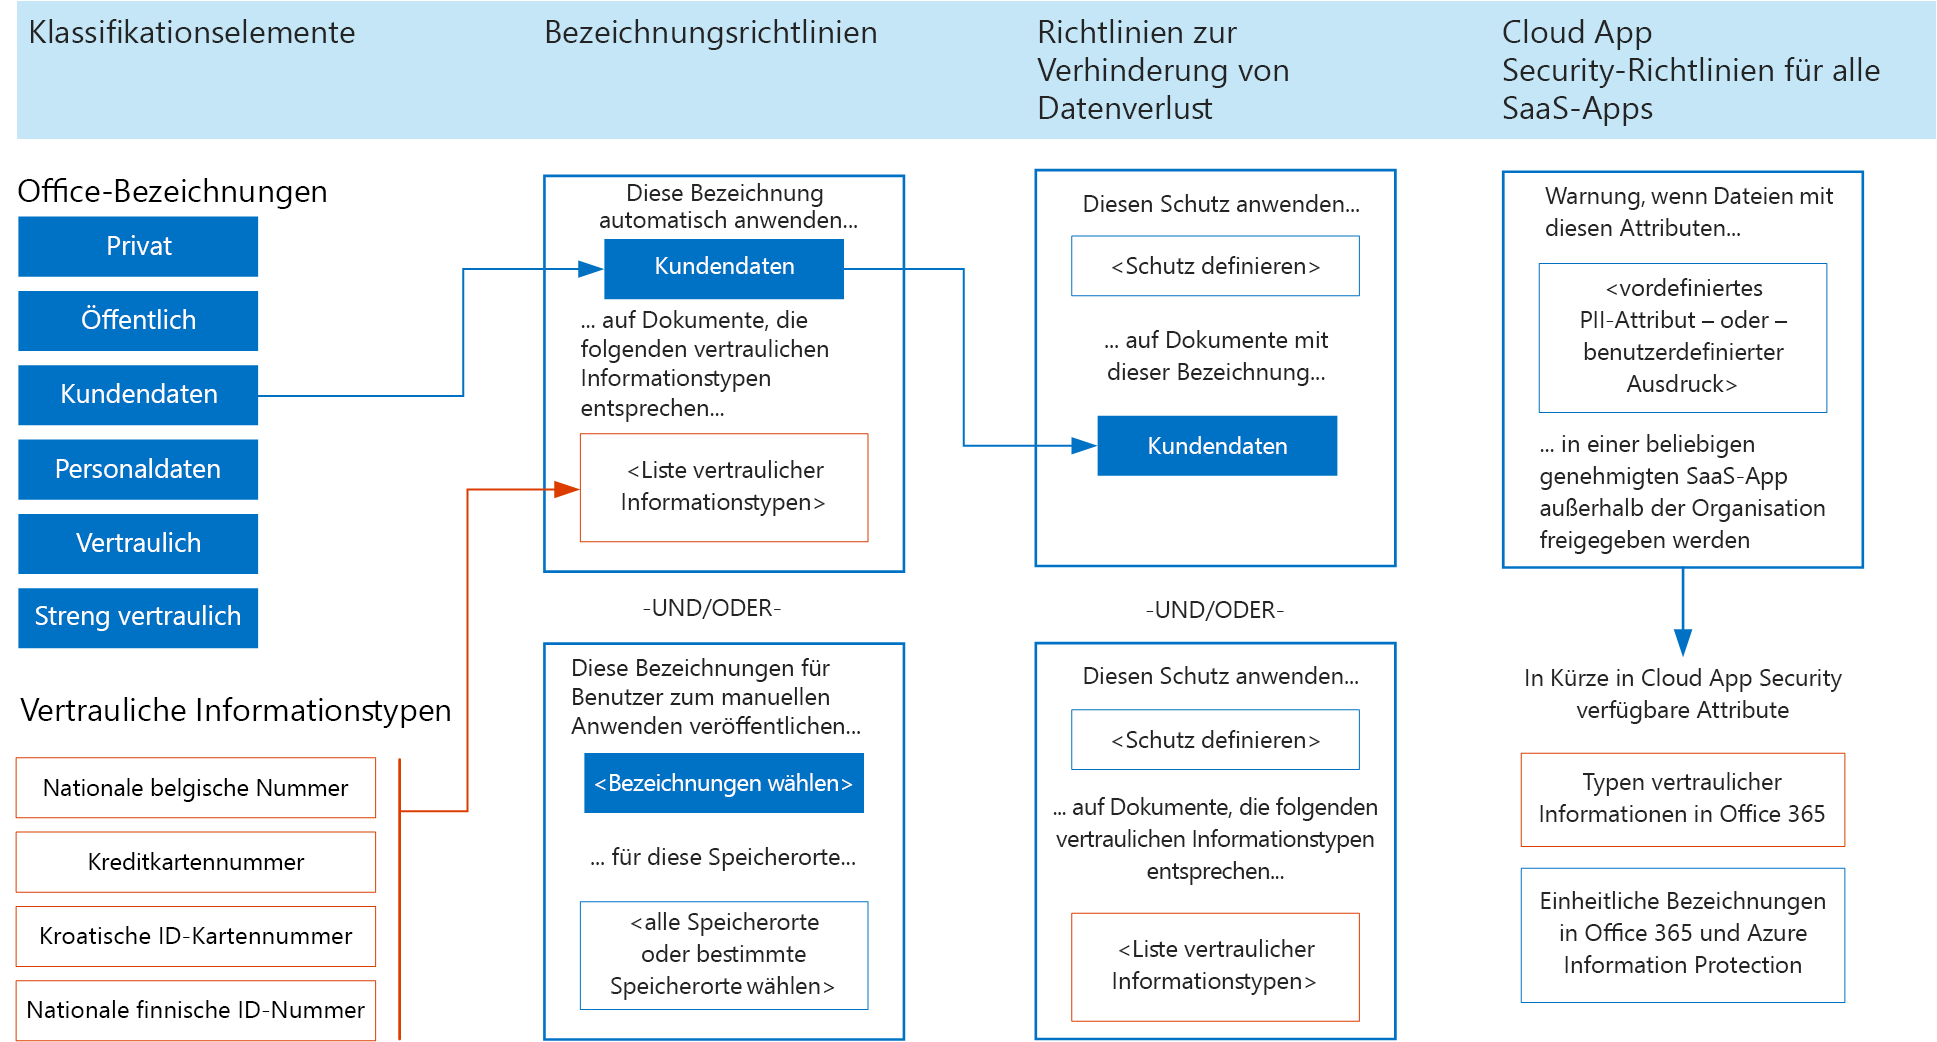 Klassifikationselemente
Bezeichnungsrichtlinien
Richtlinien zur
Verhinderung von
Datenverlust
Cloud App
Security-Richtlinien für alle
SaaS-Apps
Office-Bezeichnungen
Privat
Öffentlich
Kundendaten
Personaldaten
Vertraulich
Streng vertraulich
Vertrauliche Informationstypen
Nationale belgische Nummer
Kreditkartennummer
Kroatische ID-Kartennummer
Nationale finnische ID-Nummer
Diese Bezeichnung
automatisch anwenden...
Kundendaten
... auf Dokumente, die
folgenden vertraulichen
Informationstypen
entsprechen...
<Liste vertraulicher
Informationstypen>
-UND/ODER-
Diese Bezeichnungen für
Benutzer zum manuellen
Anwenden veröffentlichen...
<Bezeichnungen wählen>
... für diese Speicherorte...
<alle Speicherorte
oder bestimmte
Speicherorte wählen>
Diesen Schutz anwenden...
<Schutz definieren>
... auf Dokumente mit
dieser Bezeichnung...
Kundendaten
-UND/ODER-
Diesen Schutz anwenden...
<Schutz definieren>
... auf Dokumente, die folgenden
vertraulichen Informationstypen
entsprechen...
<Liste vertraulicher
Informationstypen>
Warnung, wenn Dateien mit
diesen Attributen...
<vordefiniertes
PII-Attribut – oder –
benutzerdefinierter
Ausdruck>
... in einer beliebigen
genehmigten SaaS-App
außerhalb der Organisation
freigegeben werden
In Kürze in Cloud App Security
verfügbare Attribute
Typen vertraulicher
Informationen in Office 365
Einheitliche Bezeichnungen
in Office 365 und Azure
Information Protection